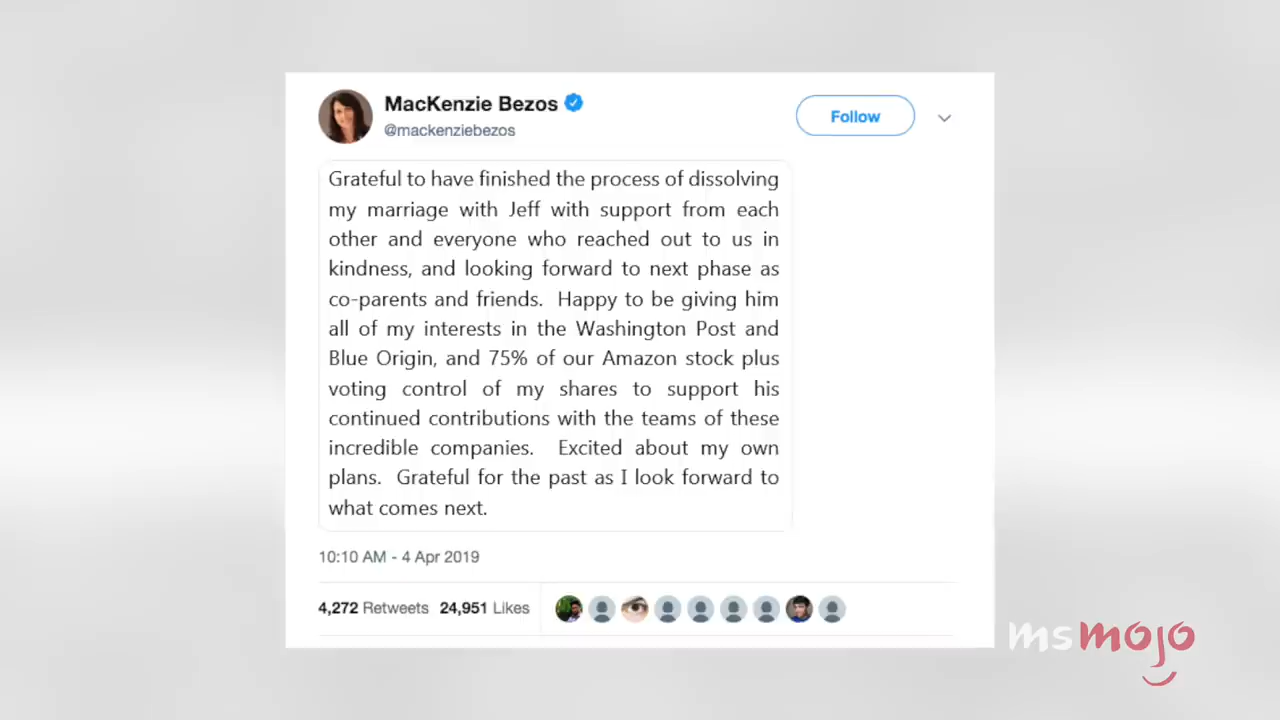 MacKenzie Bezos
@mackenziebezos
Follow
Grateful to have finished the process of dissolving
my marriage with Jeff with support from each
other and everyone who reached out to us in
kindness, and looking forward to next phase as
co-parents and friends.  Happy to be giving him
all of my interests in the Washington Post and
Blue Origin, and 75% of our Amazon stock plus
voting control of my shares to support his
continued contributions with the teams of these
incredible companies.  Excited about my own
plans.  Grateful for the past as I look forward to
what comes next.
10:10 AM - 4 Apr 2019
4,272 Retweets 24,951 Likes
msmojo